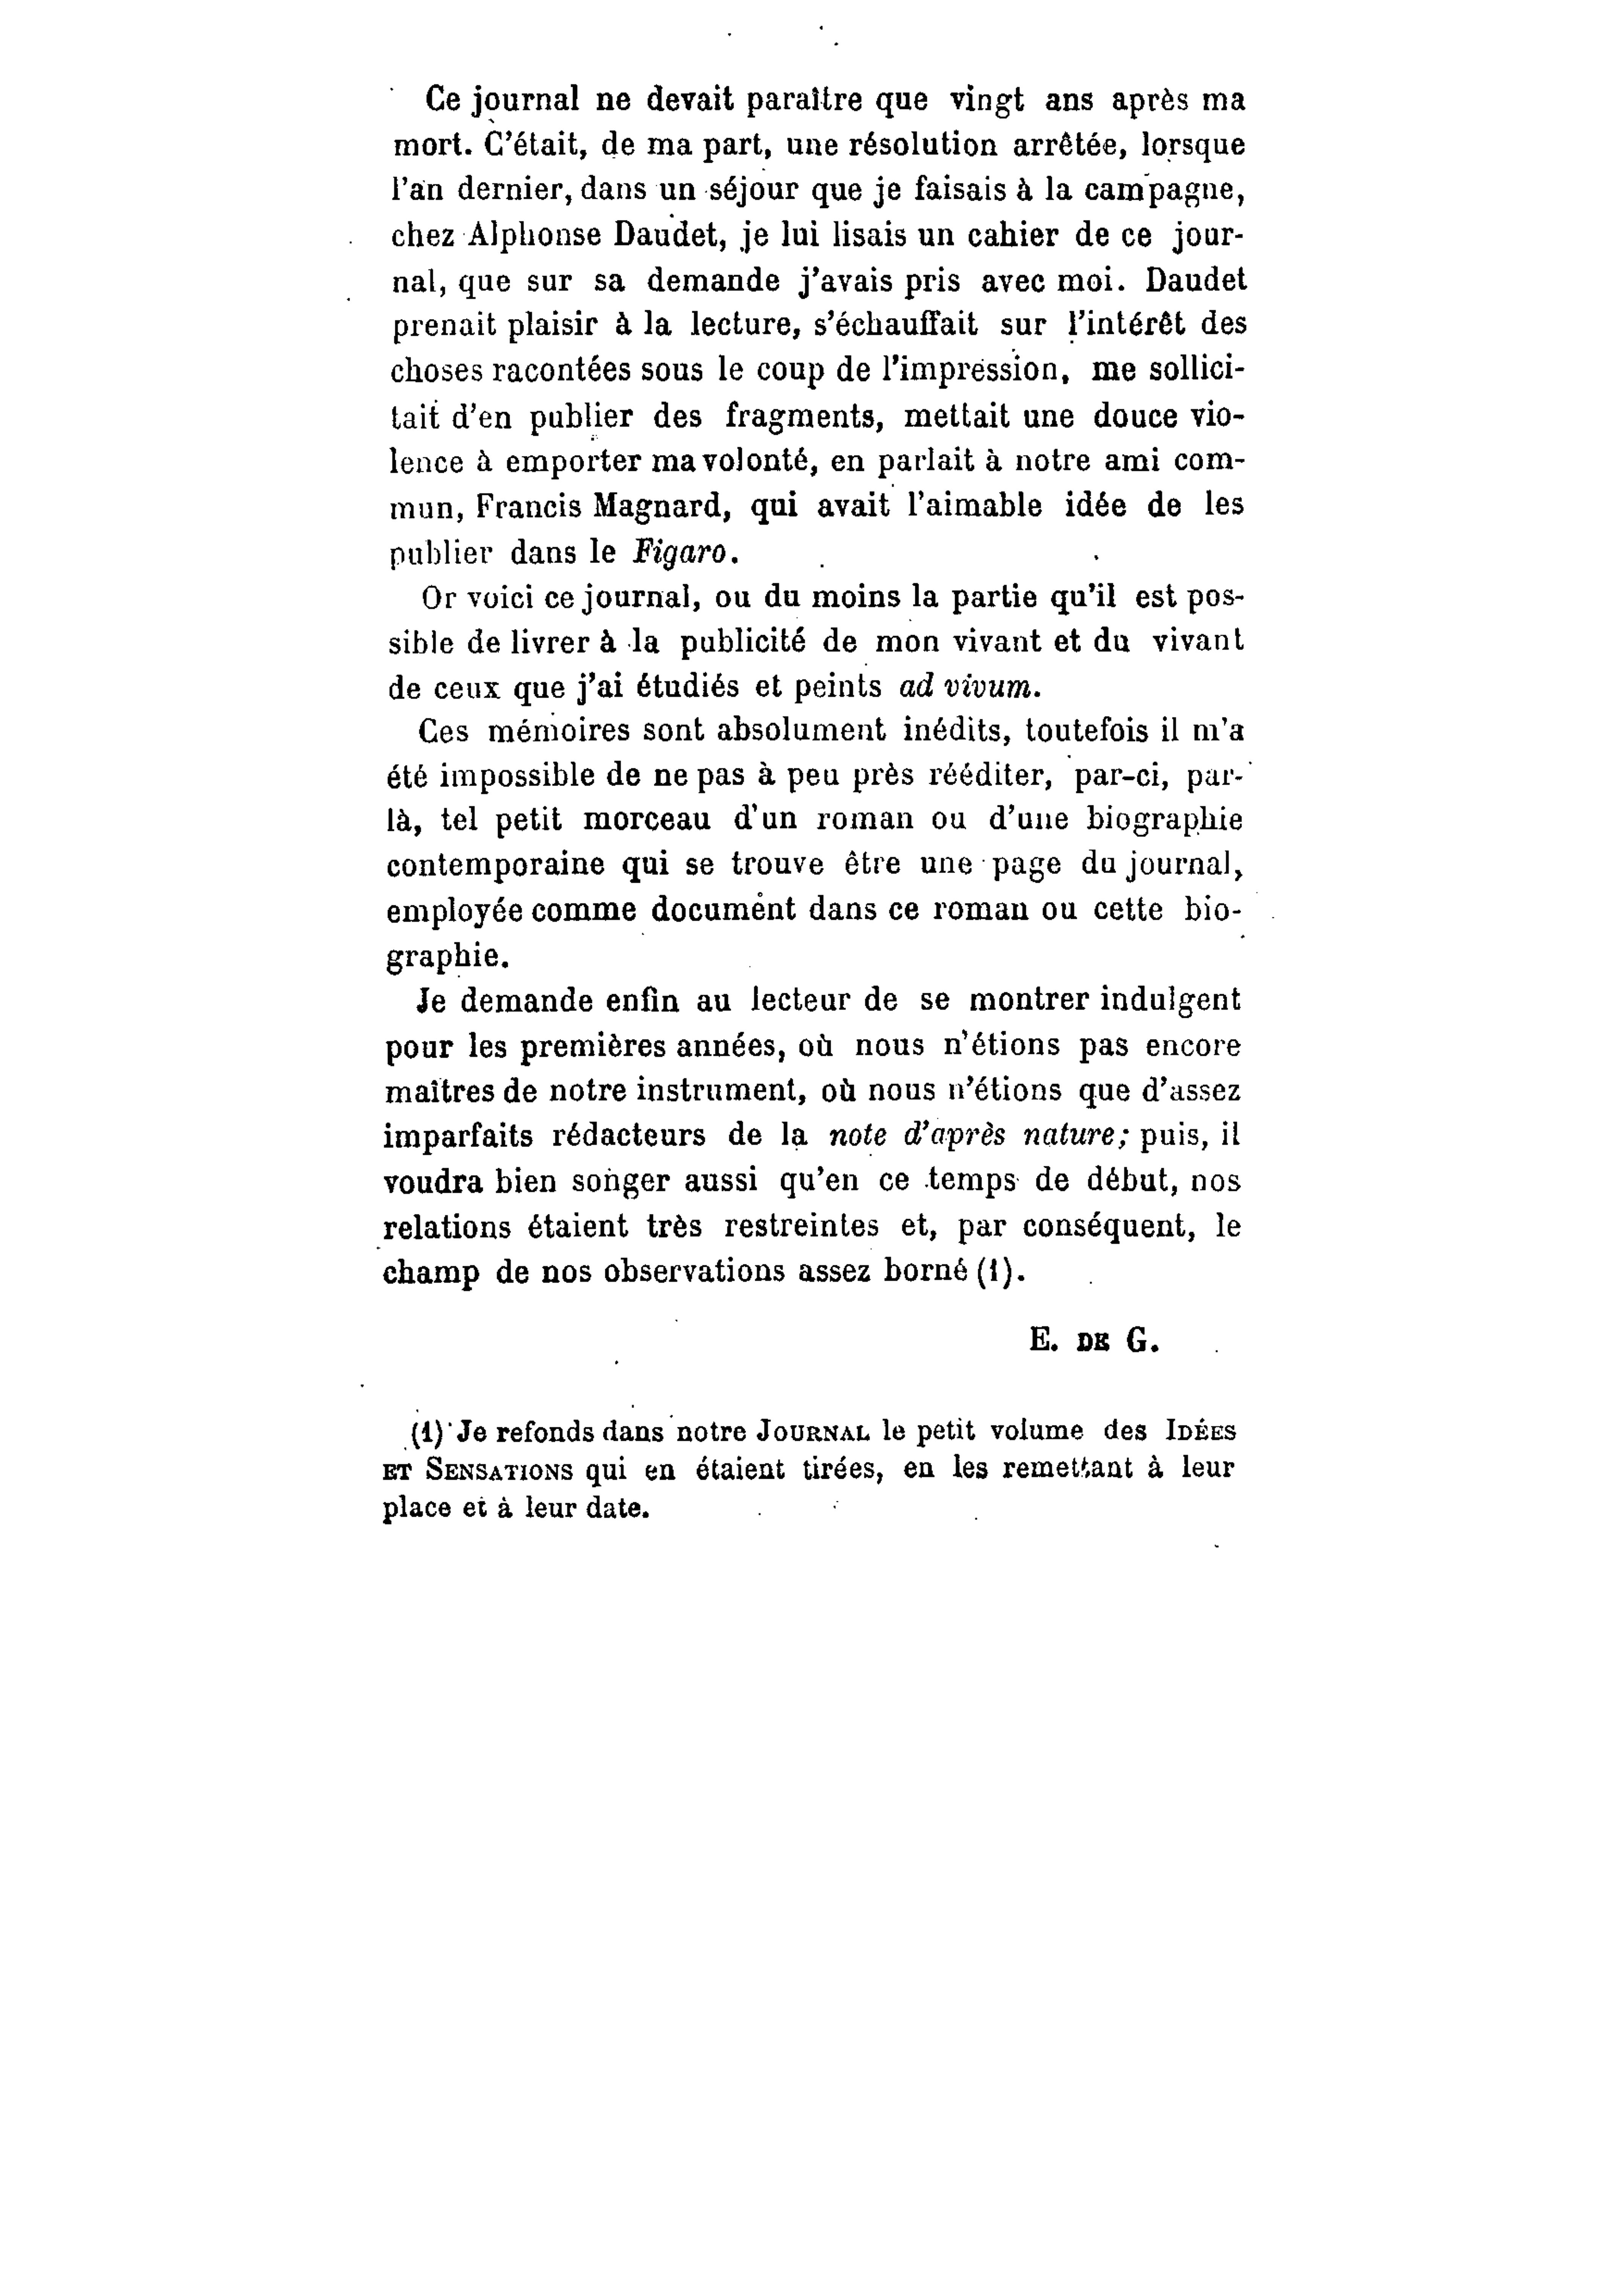 Ce journal ne devait paraître que vingt ans après ma
mort. C'était, de ma part, une résolution arrêtée, lorsque
l'an dernier, dans un séjour que je faisais à la campagne,
chez Alphonse Daudet, je lui lisais un cahier de ce jour-
nal, que sur sa demande j'avais pris avec moi. Daudet
prenait plaisir à la lecture, s'échauffait sur l'intérêt des
choses racontées sous le coup de l'impression, me sollici-
tait d'en publier des fragments, mettait une douce vio-
lence à emporter ma volonté, en parlait à notre ami com-
mun, Francis Magnard, qui avait l'aimable idée de les
publier dans le Figaro.
Or voici ce journal, ou du moins la partie qu'il est pos-
sible de livrer à la publicité de mon vivant et du vivant
de ceux que j'ai étudiés et peints ad vivum.
Ces mémoires sont absolument inédits, toutefois il m'a
été impossible de ne pas à peu près rééditer, par-ci, par-
là, tel petit morceau d'un roman ou d'une biographie
contemporaine qui se trouve être une page du journal,
employée comme document dans ce roman ou cette bio-
graphie.
Je demande enfin au lecteur de se montrer indulgent
pour les premières années, où nous n'étions pas encore
maîtres de notre instrument, où nous n'étions que d'assez
imparfaits rédacteurs de la note d'après nature; puis, il
voudra bien songer aussi qu'en ce temps de début, nos
relations étaient très restreintes et, par conséquent, le
champ de nos observations assez borné (1).
E. DE G.
(1) Je refonds dans notre JOURNAL le petit volume des IDÉES
ET SENSATIONS qui en étaient tirées, en les remettant à leur
place et à leur date.